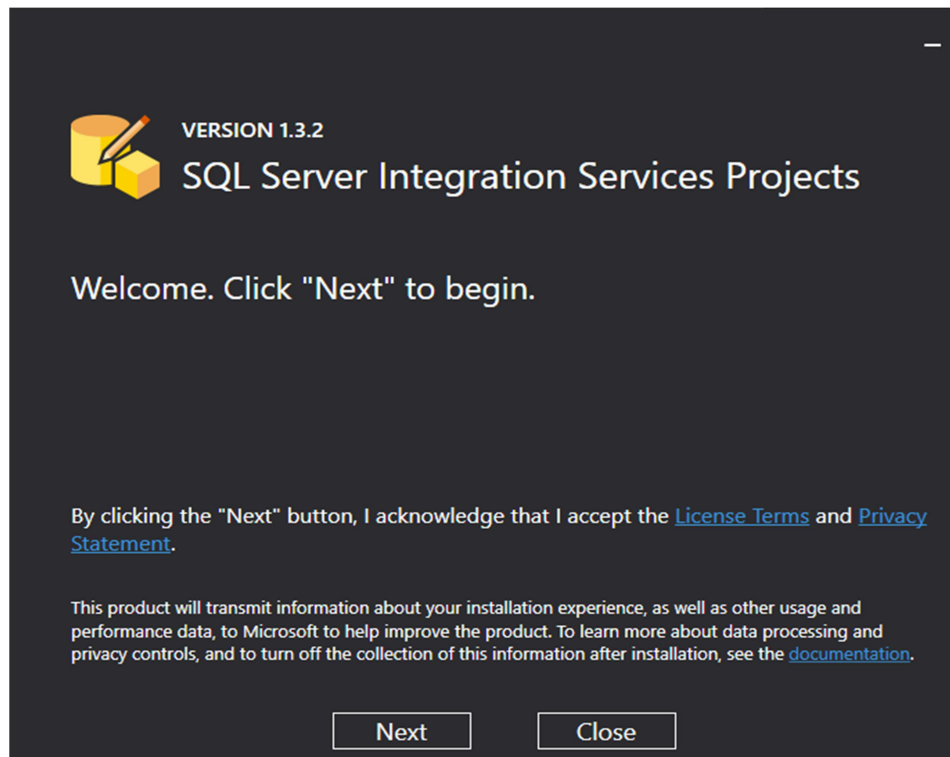 VERSION 1.3.2
SQL Server Integration Services Projects
Welcome. Click "Next" to begin.
By clicking the "Next" button, I acknowledge that I accept the License Terms and Privacy
Statement.
This product will transmit information about your installation experience, as well as other usage and
performance data, to Microsoft to help improve the product. To learn more about data processing and
privacy controls, and to turn off the collection of this information after installation, see the documentation.
Next
Close